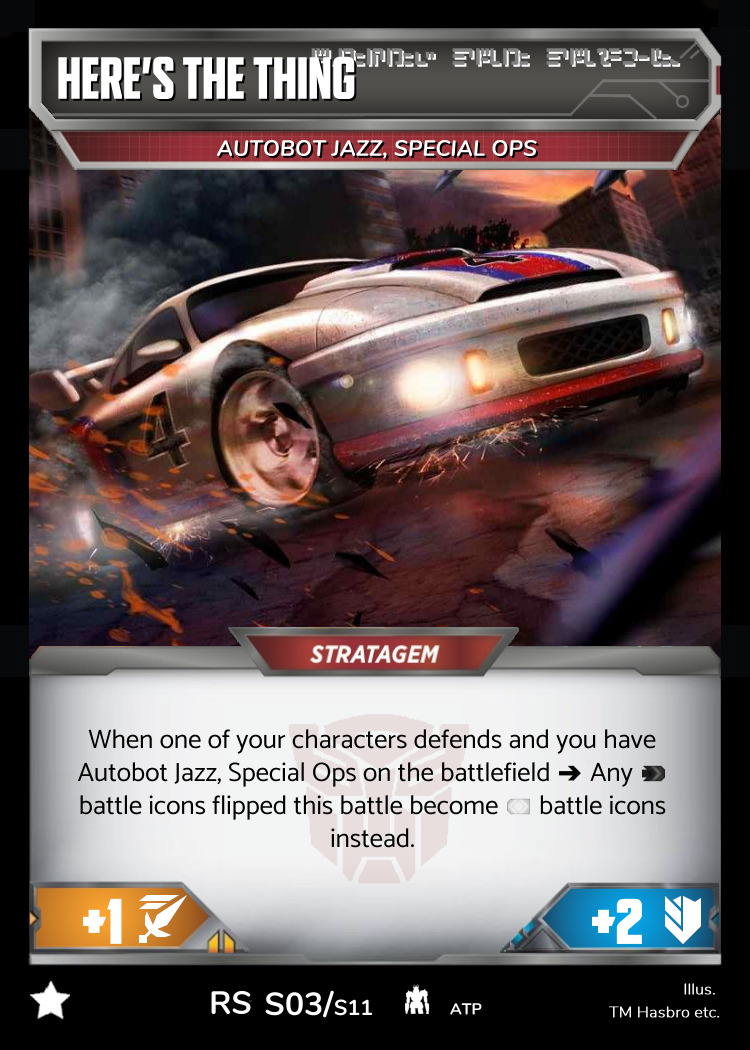 HERE'S THE THING
AUTOBOT JAZZ, SPECIAL OPS
4
4
STRATAGEM
When one of your characters defends and you have
Autobot Jazz, Special Ops on the battlefield ➔ Any
battle icons flipped this battle become battle icons
instead.
+1
+2
RS S03/S11 ATP
Illus.
TM Hasbro etc.